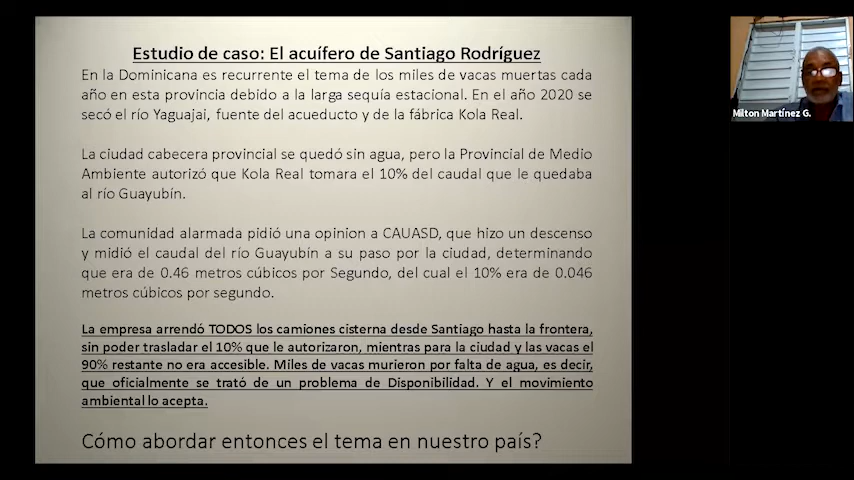 Estudio de caso: El acuífero de Santiago Rodríguez
En la Dominicana es recurrente el tema de los miles de vacas muertas cada
año en esta provincia debido a la larga sequía estacional. En el año 2020 se
secó el río Yaguajai, fuente del acueducto y de la fábrica Kola Real.
La ciudad cabecera provincial se quedó sin agua, pero la Provincial de Medio
Ambiente autorizó que Kola Real tomara el 10% del caudal que le quedaba
al río Guayubín.
La comunidad alarmada pidió una opinion a CAUASD, que hizo un descenso
y midió el caudal del río Guayubín a su paso por la ciudad, determinando
que era de 0.46 metros cúbicos por Segundo, del cual el 10% era de 0.046
metros cúbicos por segundo.
La empresa arrendó TODOS los camiones cisterna desde Santiago hasta la frontera,
sin poder trasladar el 10% que le autorizaron, mientras para la ciudad y las vacas el
90% restante no era accesible. Miles de vacas murieron por falta de agua, es decir,
que oficialmente se trató de un problema de Disponibilidad. Y el movimiento
ambiental lo acepta.
Cómo abordar entonces el tema en nuestro país?
Milton Martínez G.